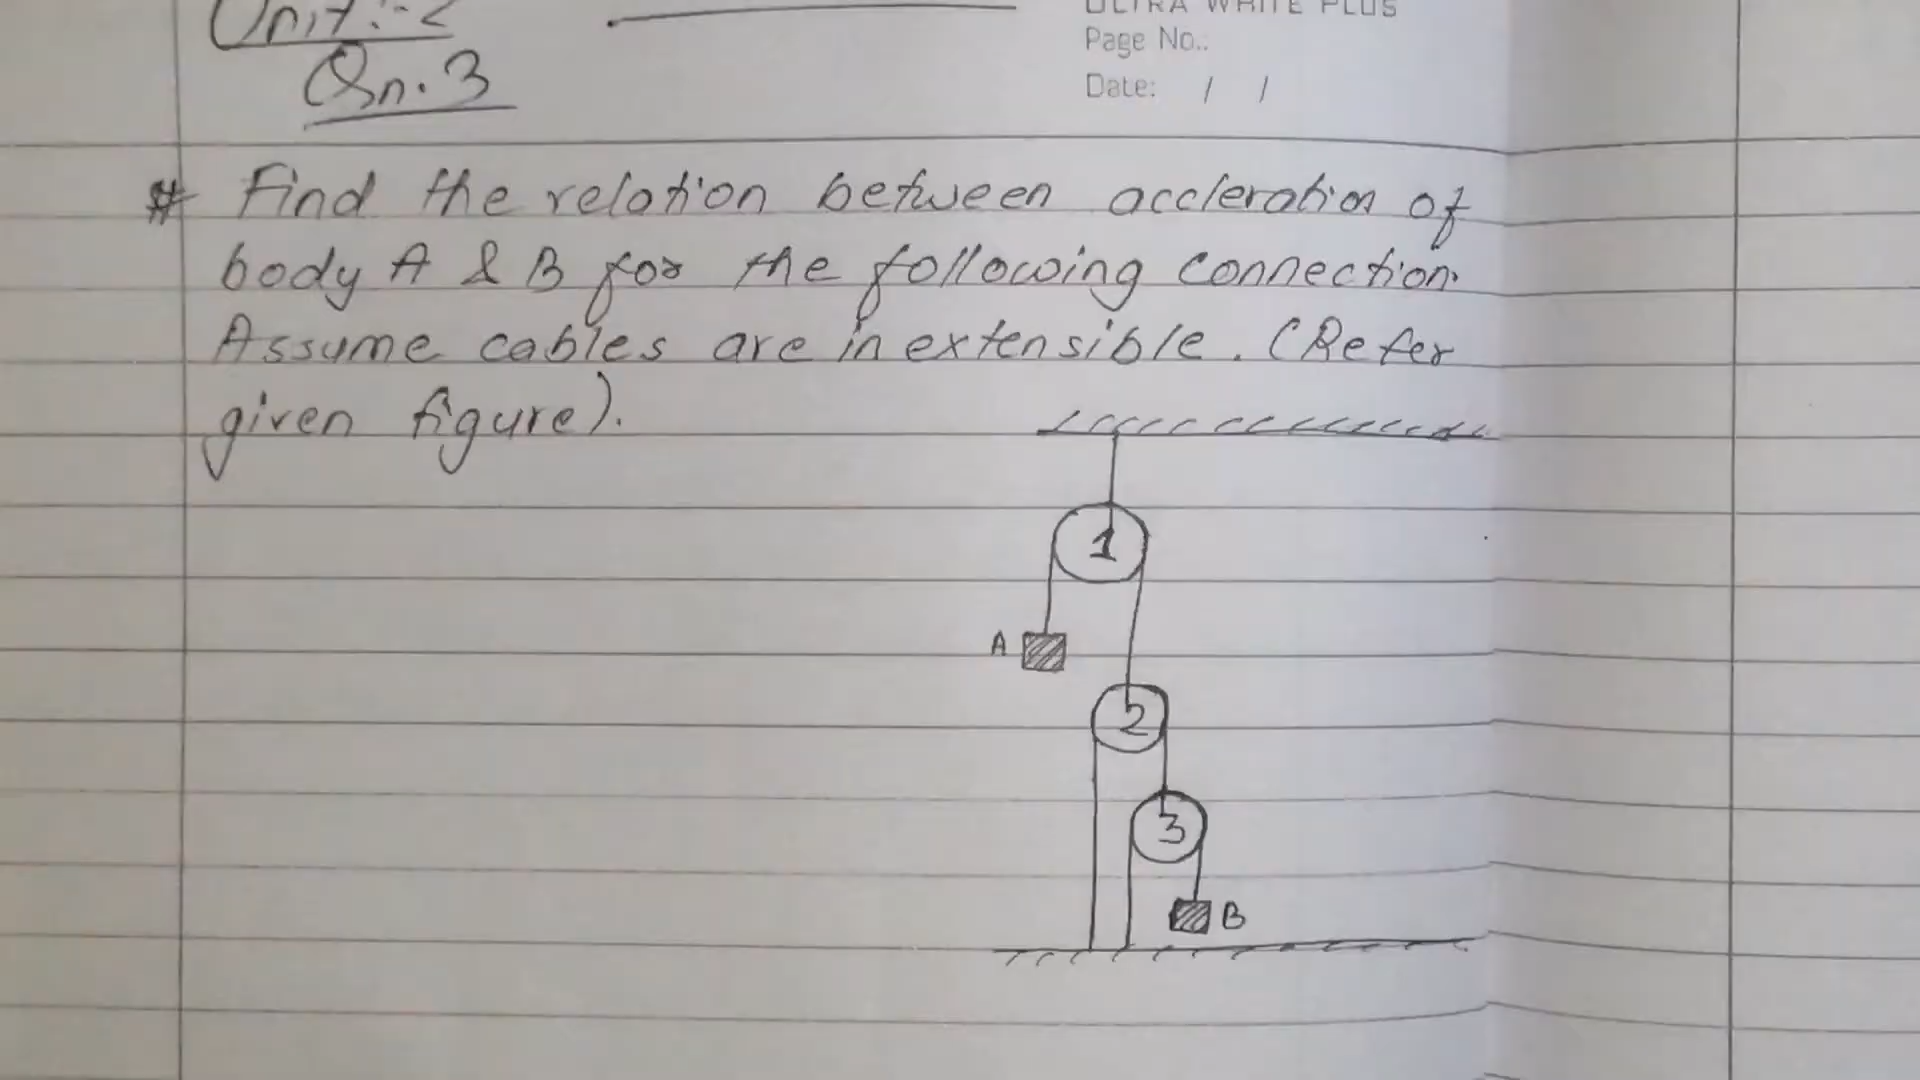 Unit:-2
Qn.3
ULTRA WHITE PLUS
Page No.:
Date: / /
# Find the relation between accleration of
body A & B for the following connection.
Assume cables are inextensible. (Refer
given figure).
1
A
2
3
B